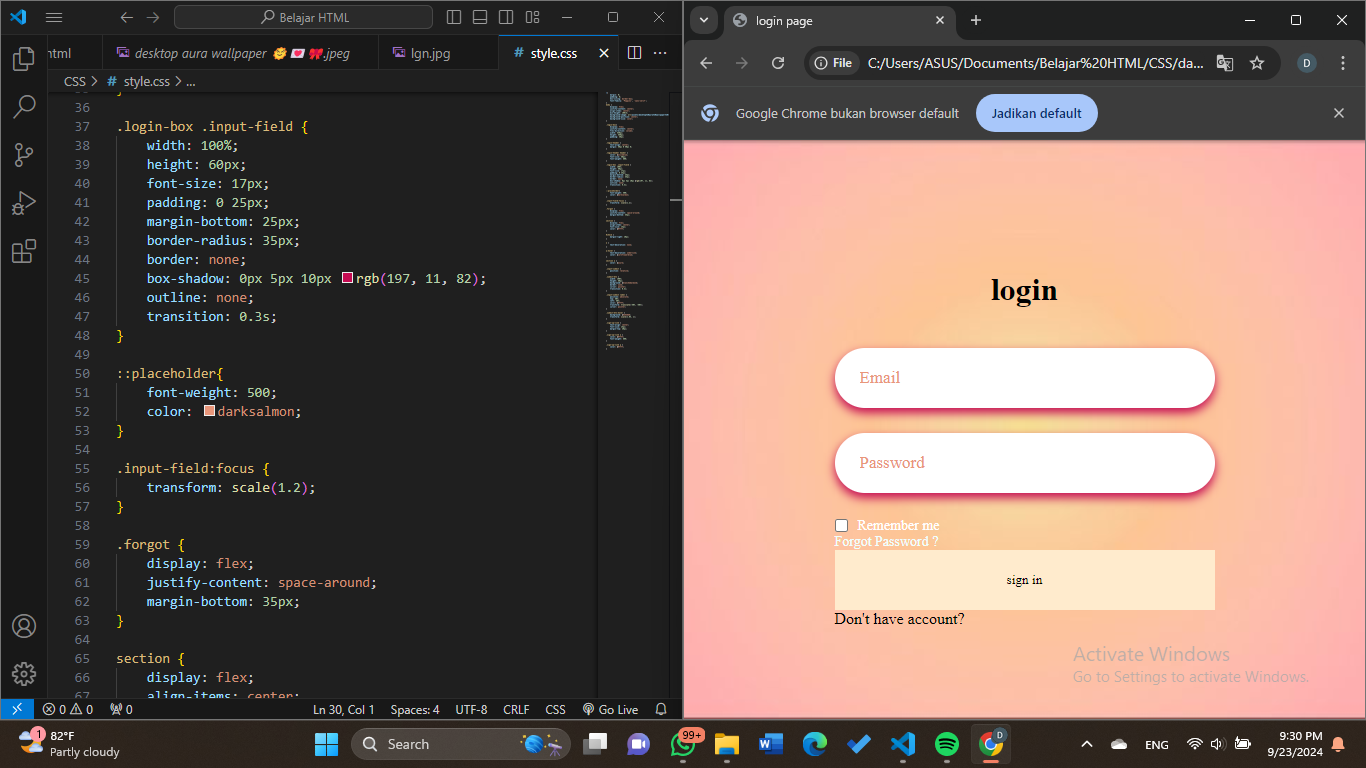 Belajar HTML
html
desktop aura wallpaper 🌞 💌 🎀.jpeg
lgn.jpg
# style.css
CSS > # style.css > ...
36
37 .login-box .input-field {
38 width: 100%;
39 height: 60px;
40 font-size: 17px;
41 padding: 0 25px;
42 margin-bottom: 25px;
43 border-radius: 35px;
44 border: none;
45 box-shadow: 0px 5px 10px rgb(197, 11, 82);
46 outline: none;
47 transition: 0.3s;
48 }
49
50 ::placeholder{
51 font-weight: 500;
52 color: darksalmon;
53 }
54
55 .input-field:focus {
56 transform: scale(1.2);
57 }
58
59 .forgot {
60 display: flex;
61 justify-content: space-around;
62 margin-bottom: 35px;
63 }
64
65 section {
66 display: flex;
67 align-items: center;
0 0 0
Ln 30, Col 1 Spaces: 4 UTF-8 CRLF CSS Go Live
login page
File C:/Users/ASUS/Documents/Belajar%20HTML/CSS/da...
D
Google Chrome bukan browser default
Jadikan default
login
Email
Password
Remember me
Forgot Password ?
sign in
Don't have account?
Activate Windows
Go to Settings to activate Windows.
1
82°F
Partly cloudy
Search
99+
D
ENG
9:30 PM
9/23/2024